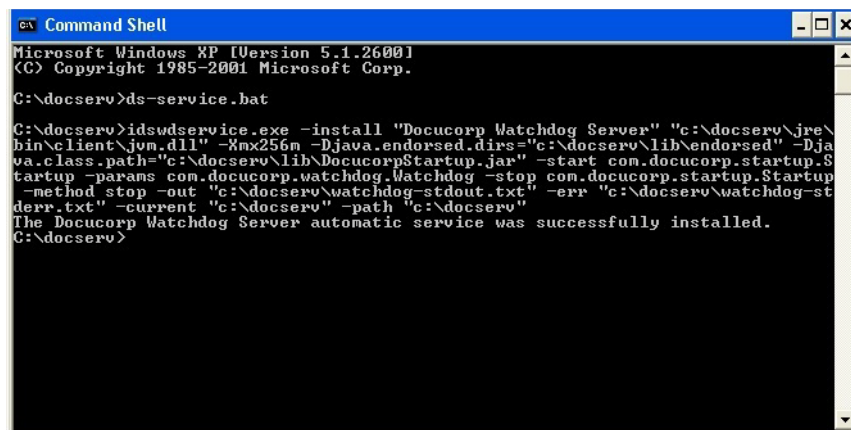 Command Shell
Microsoft Windows XP [Version 5.1.2600]
(C) Copyright 1985-2001 Microsoft Corp.
C:\docserv>ds-service.bat
C:\docserv>idswdservice.exe -install "Docucorp Watchdog Server" "c:\docserv\jre\
bin\client\jvm.dll" -Xmx256m -Djava.endorsed.dirs="c:\docserv\lib\endorsed" -Dja
va.class.path="c:\docserv\lib\DocucorpStartup.jar" -start com.docucorp.startup.S
tartup -params com.docucorp.watchdog.Watchdog -stop com.docucorp.startup.Startup
-method stop -out "c:\docserv\watchdog-stdout.txt" -err "c:\docserv\watchdog-st
derr.txt" -current "c:\docserv" -path "c:\docserv"
The Docucorp Watchdog Server automatic service was successfully installed.
C:\docserv>